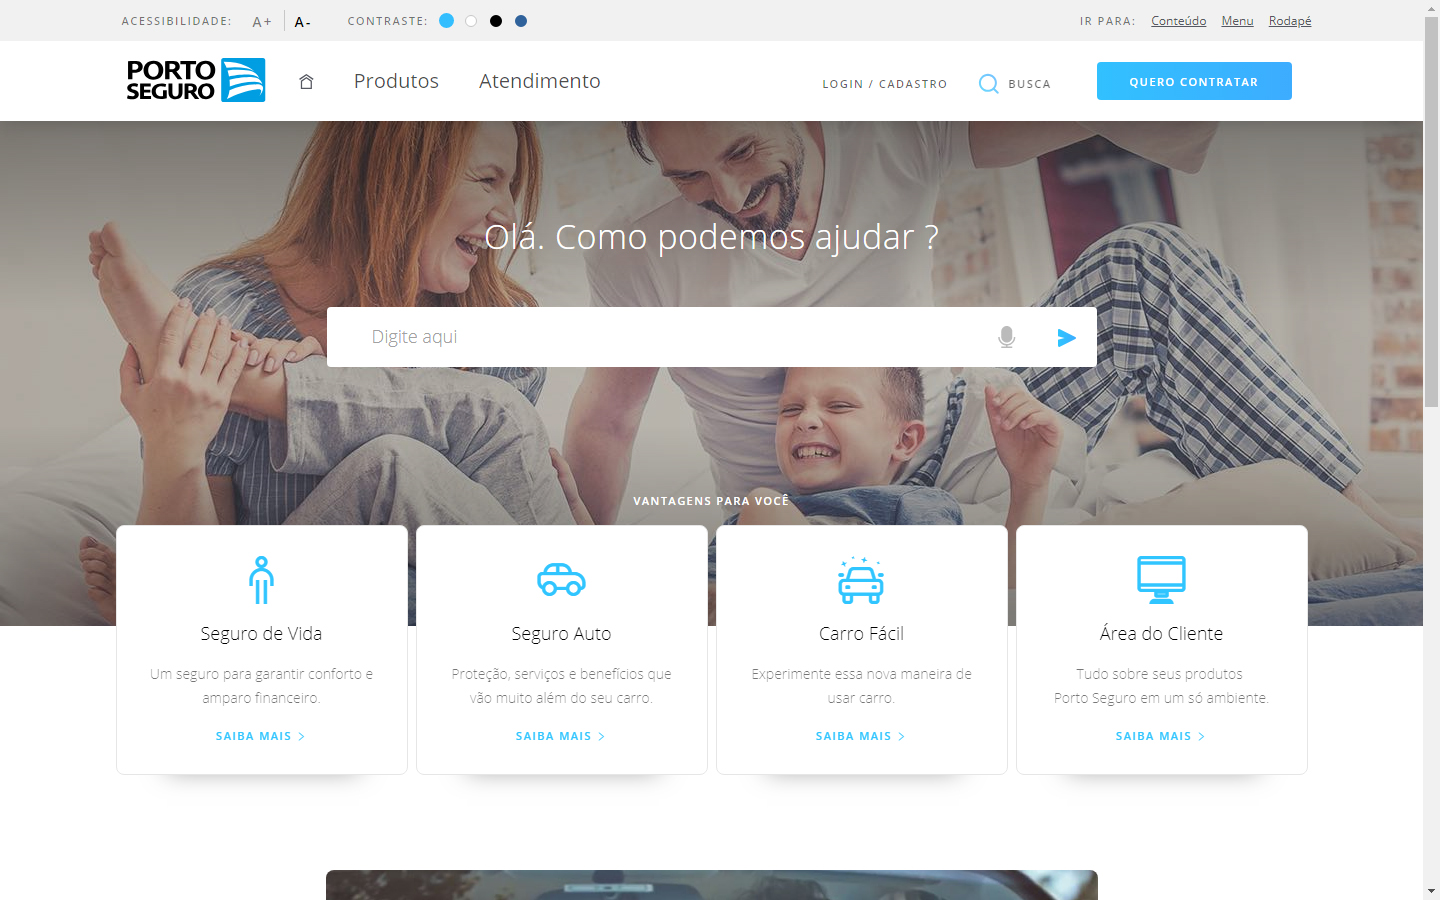 ACESSIBILIDADE: A+ A- CONTRASTE: IR PARA: Conteúdo Menu Rodapé
PORTO SEGURO Produtos Atendimento LOGIN / CADASTRO BUSCA QUERO CONTRATAR
Olá. Como podemos ajudar ?
Digite aqui
VANTAGENS PARA VOCÊ
Seguro de Vida
Um seguro para garantir conforto e
amparo financeiro.
SAIBA MAIS
Seguro Auto
Proteção, serviços e benefícios que
vão muito além do seu carro.
SAIBA MAIS
Carro Fácil
Experimente essa nova maneira de
usar carro.
SAIBA MAIS
Área do Cliente
Tudo sobre seus produtos
Porto Seguro em um só ambiente.
SAIBA MAIS